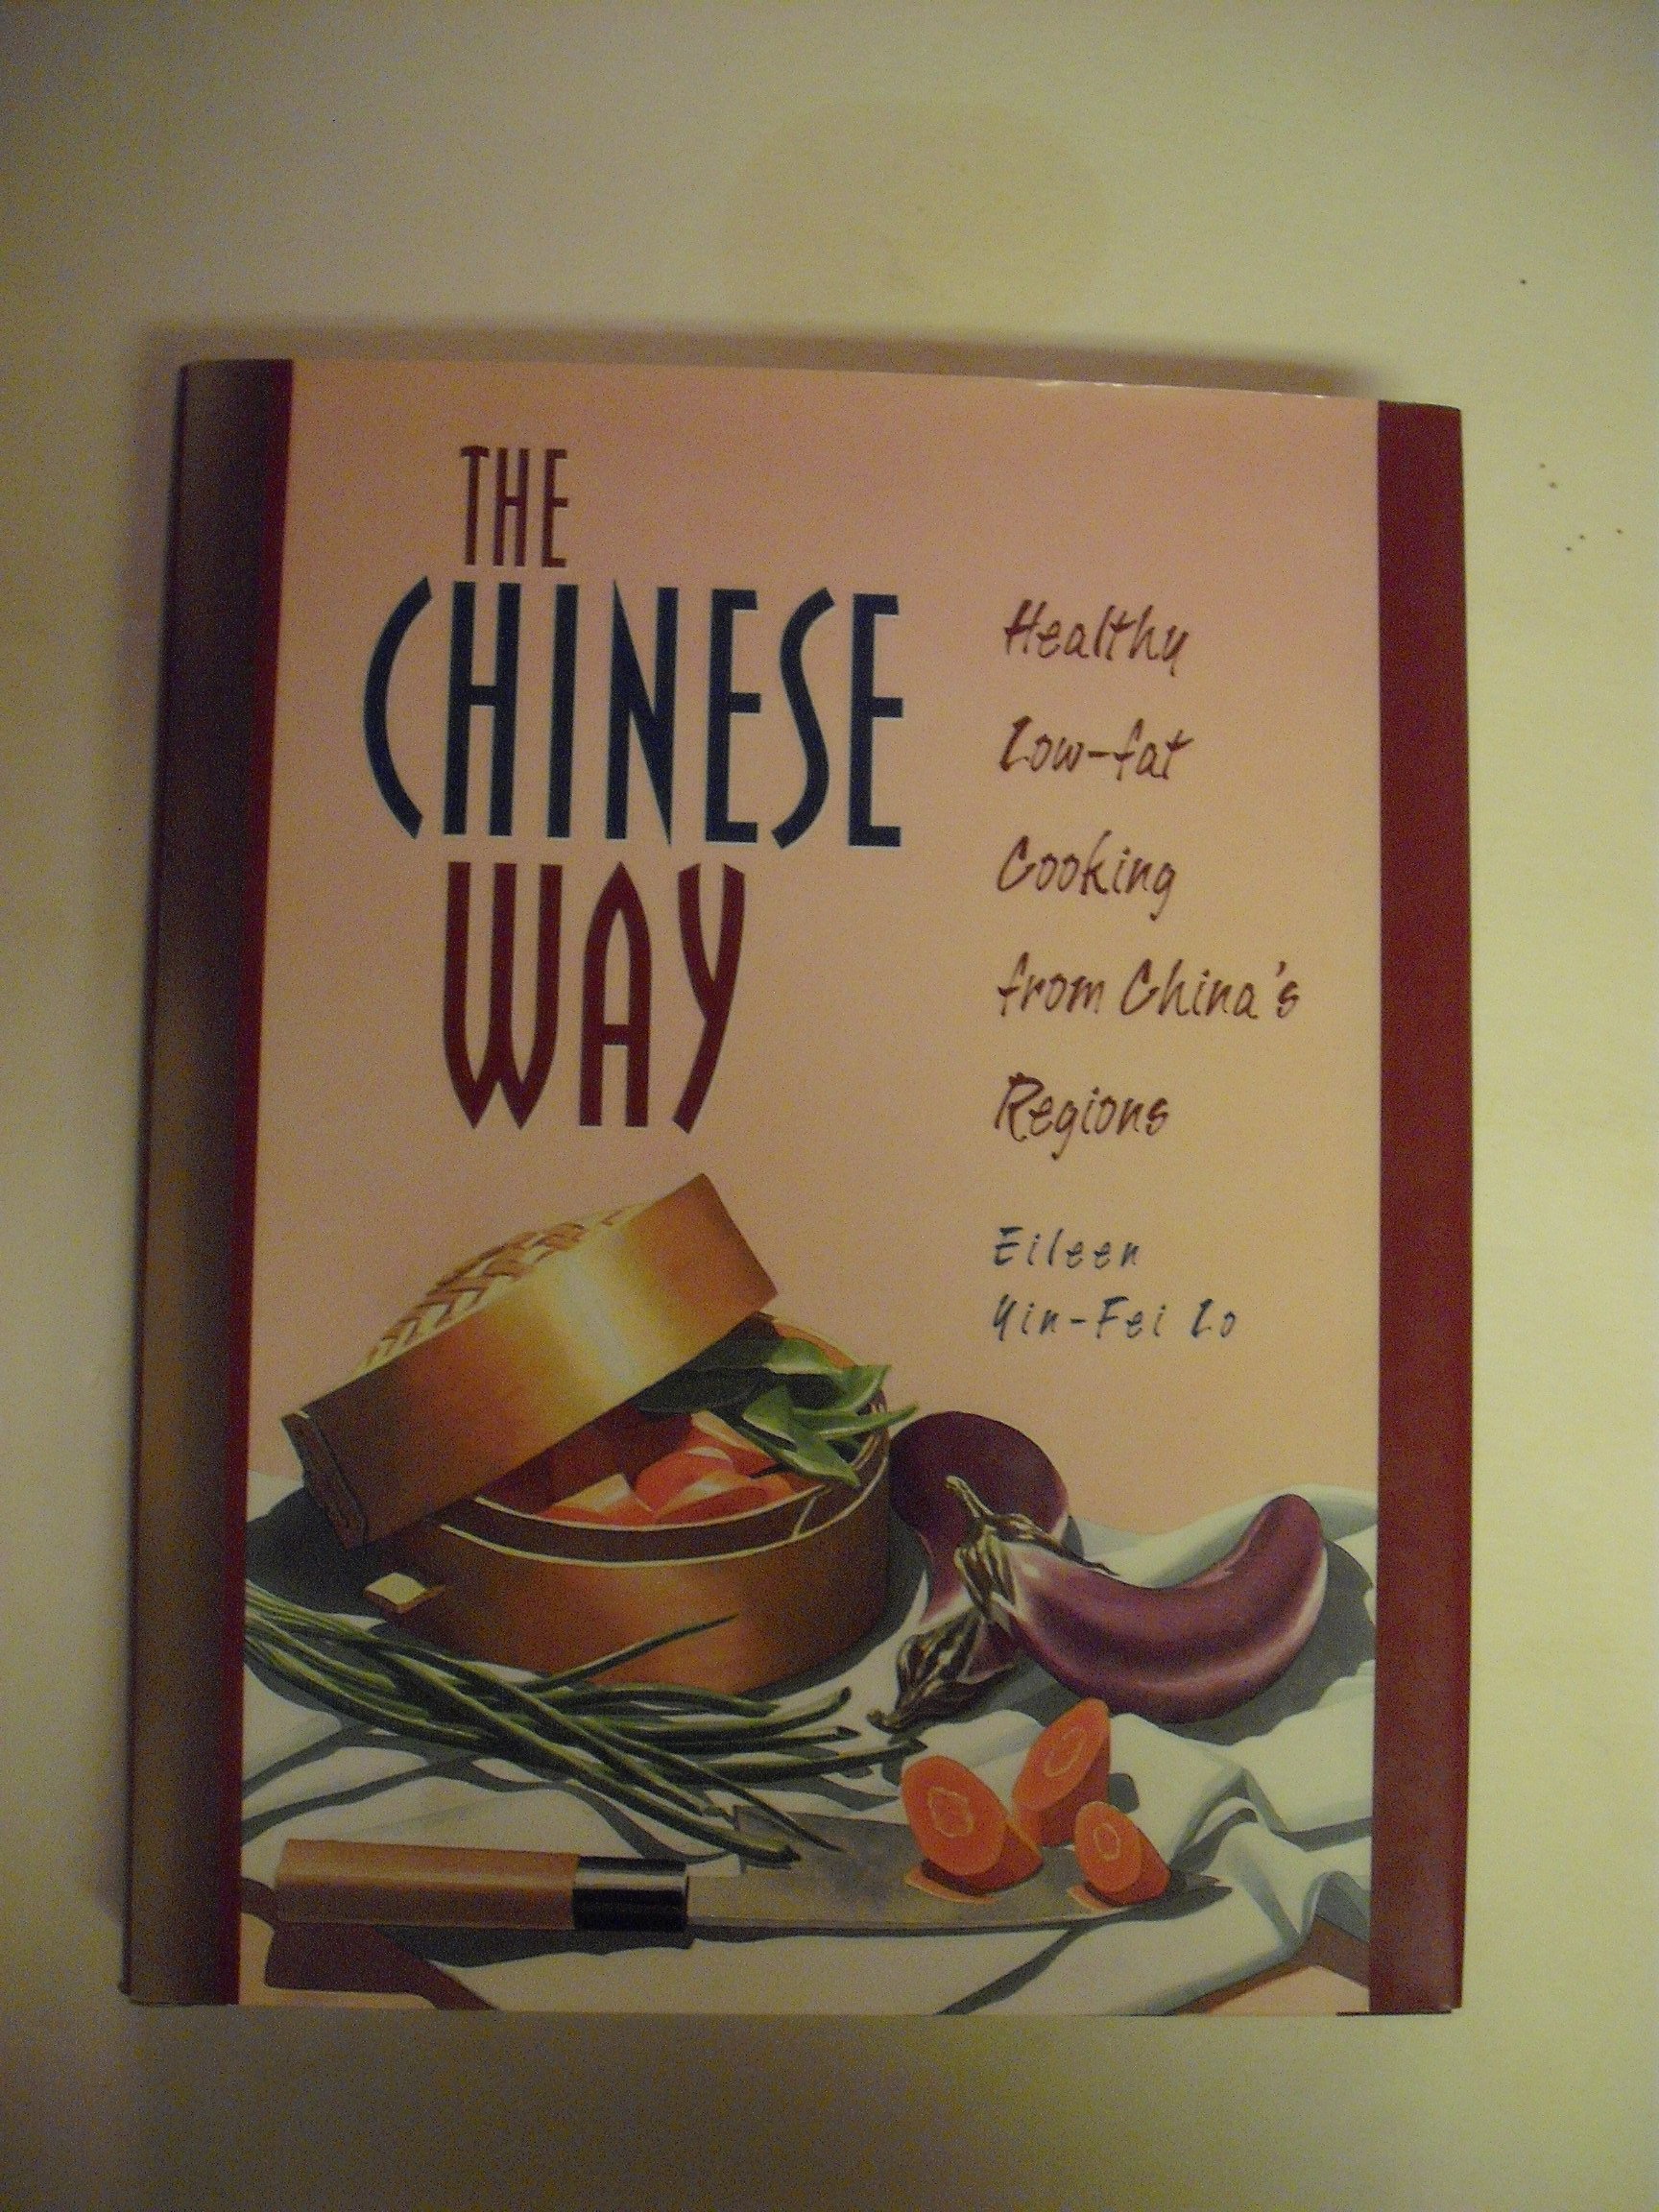 THE
CHINESE
WAY
Healthy
Low-fat
Cooking
from China's
Regions
Eileen
Yin-Fei Lo